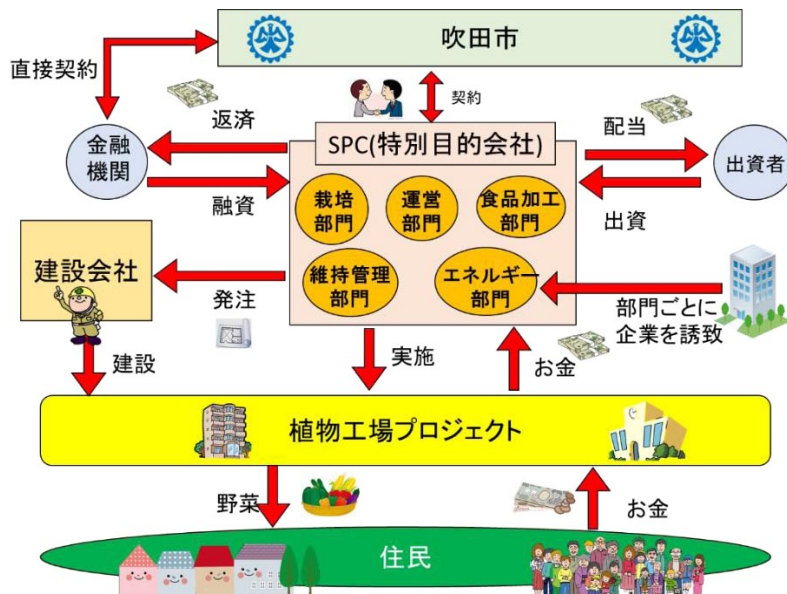 吹田市
直接契約
契約
返済
配当
金融
機関
SPC(特別目的会社)
出資者
融資
出資
栽培
部門
運営
部門
食品加工
部門
建設会社
維持管理
部門
エネルギー
部門
発注
部門ごとに
企業を誘致
建設
実施
お金
植物工場プロジェクト
野菜
お金
住民